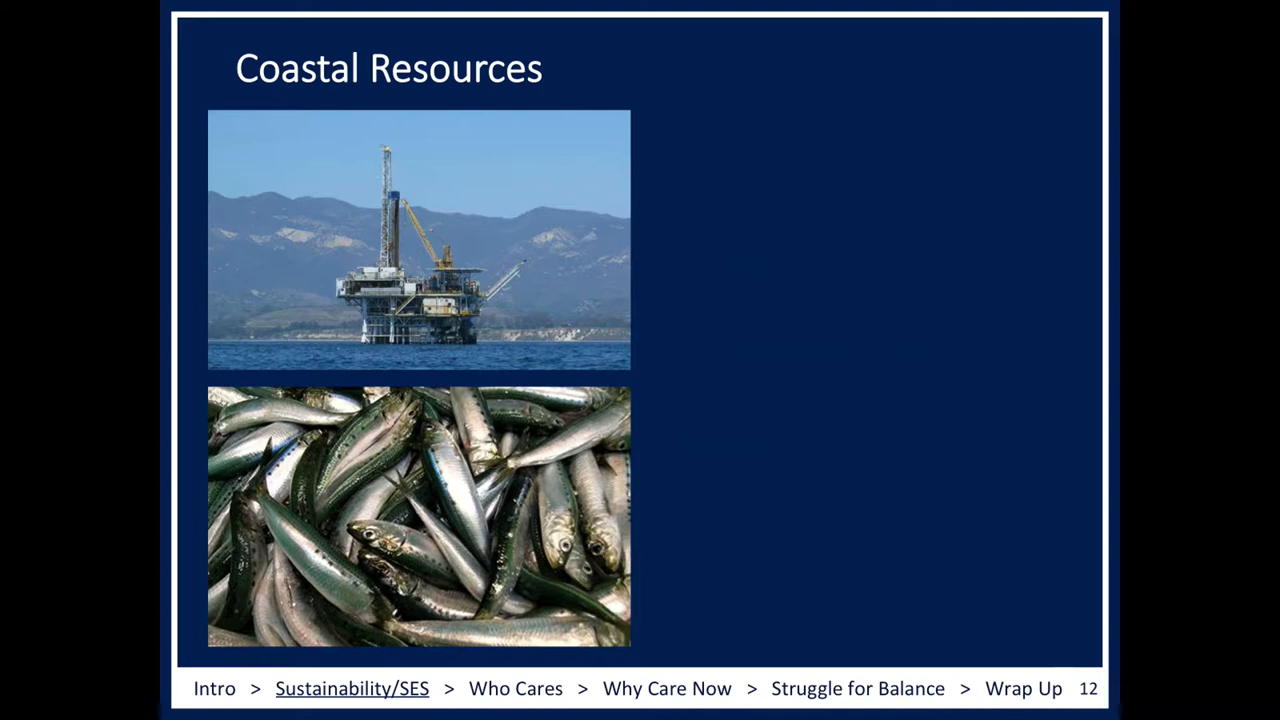 Coastal Resources
Intro > Sustainability/SES > Who Cares > Why Care Now > Struggle for Balance > Wrap Up 12